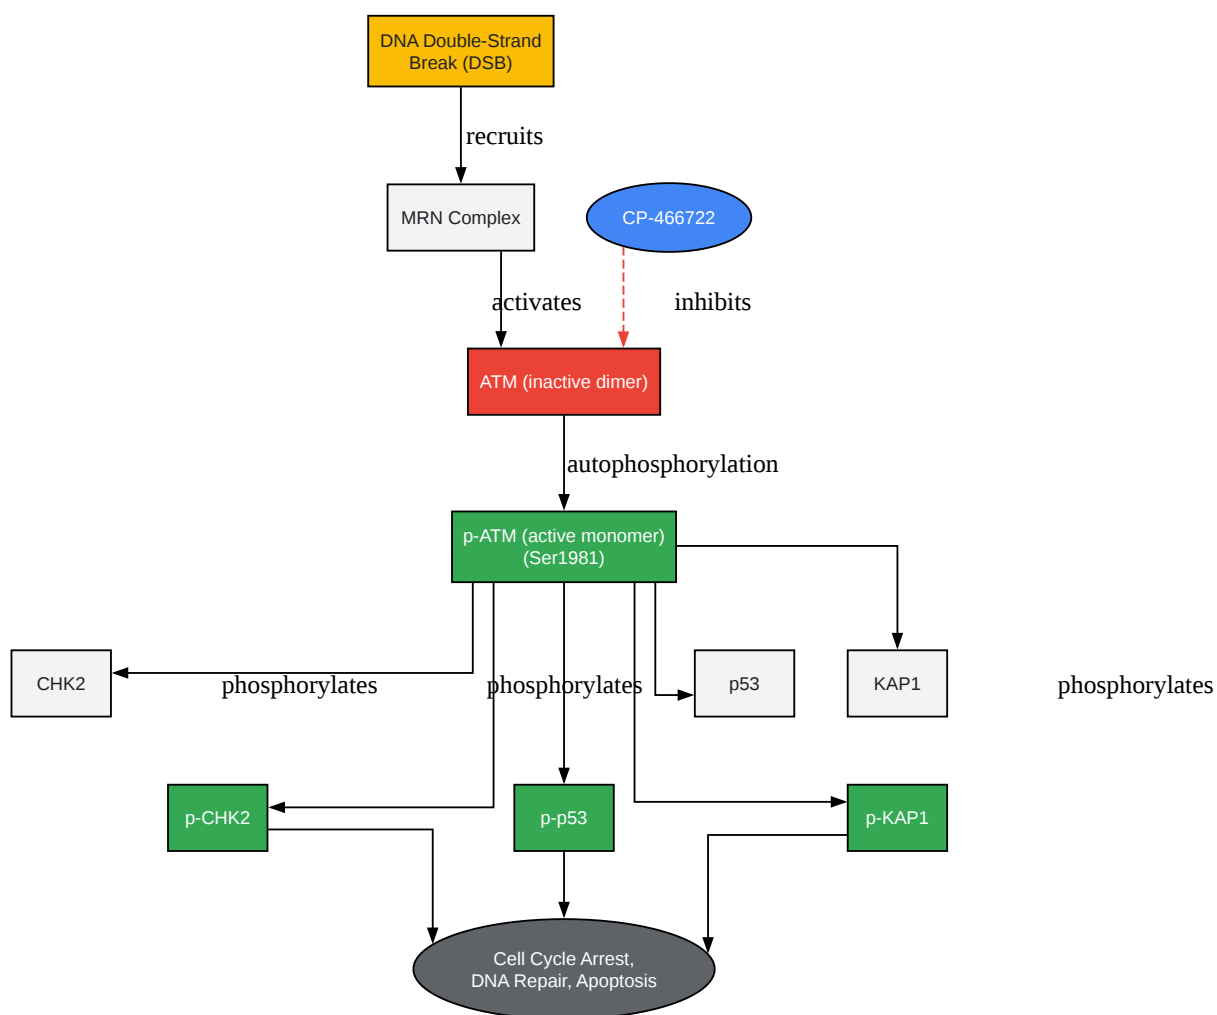 DNA Double-Strand
Break (DSB)
recruits
MRN Complex
CP-466722
activates
inhibits
ATM (inactive dimer)
autophosphorylation
p-ATM (active monomer)
(Ser1981)
CHK2
phosphorylates
phosphorylates
p53
KAP1
phosphorylates
p-CHK2
p-p53
p-KAP1
Cell Cycle Arrest,
DNA Repair, Apoptosis